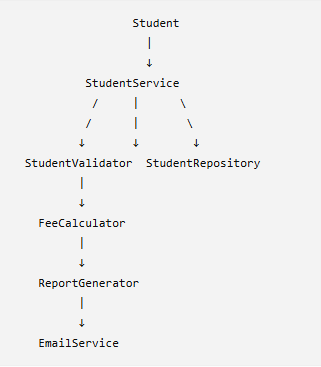 Student
|
↓
StudentService
/ | \
/ | \
↓ ↓ ↓
StudentValidator StudentRepository
|
↓
FeeCalculator
|
↓
ReportGenerator
|
↓
EmailService